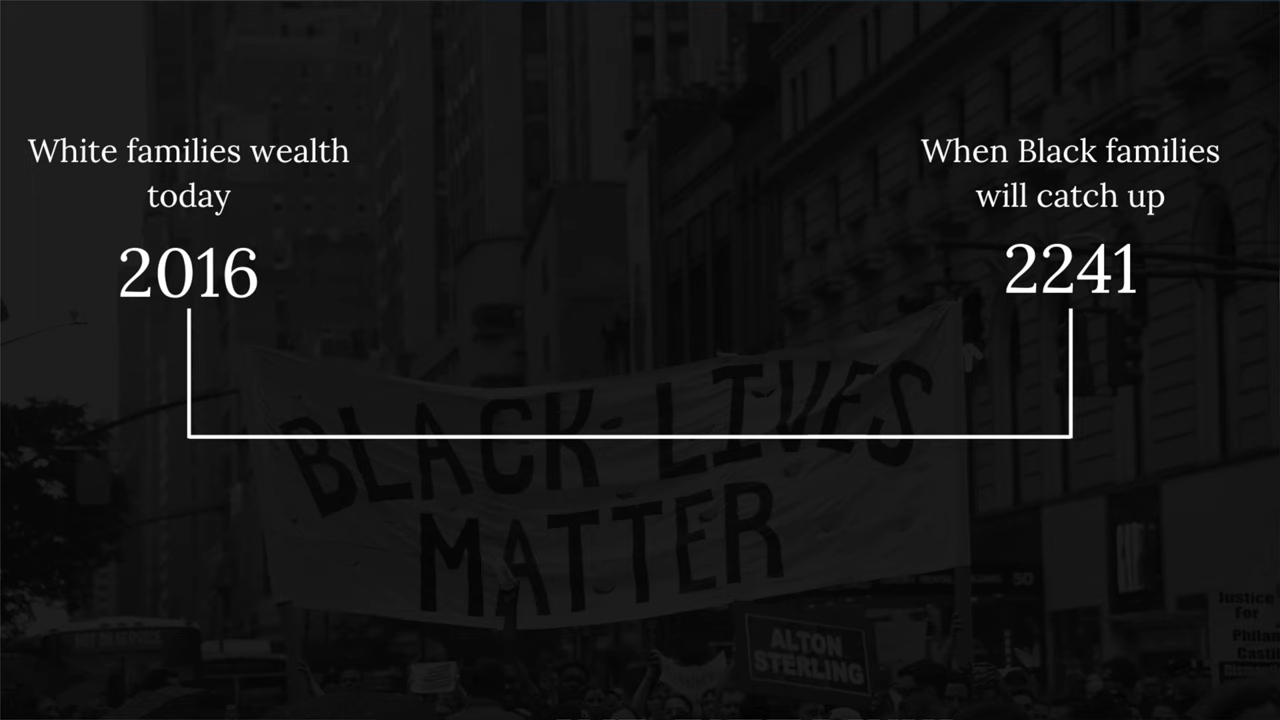 White families wealth
today
2016
When Black families
will catch up
2241
BLACK LIVES
MATTER
50
ALTON
STERLING
Justice
for